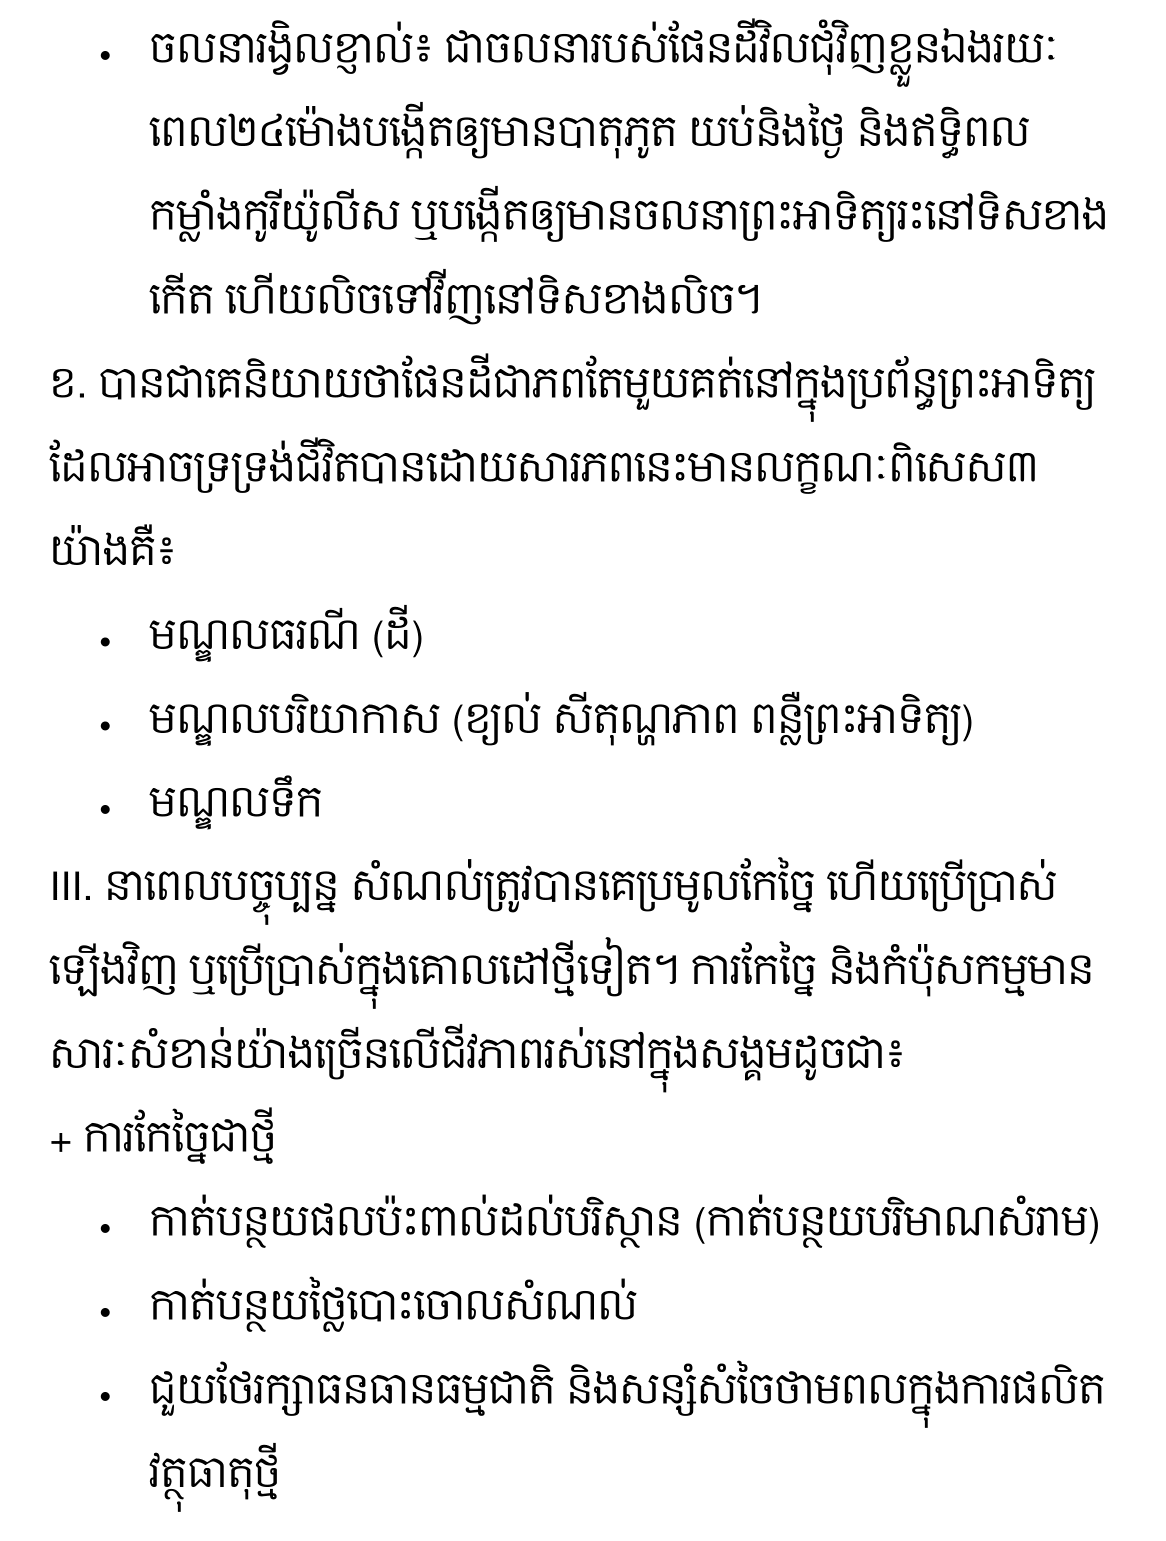 • ចលនារង្វិលខ្ញាល់៖ ជាចលនារបស់ផែនដីវិលជុំវិញខ្លួនឯងរយៈ
ពេល២៤ម៉ោងបង្កើតឲ្យមានបាតុភូត យប់និងថ្ងៃ និងឥទ្ធិពល
កម្លាំងកូរីយ៉ូលីស ឬបង្កើតឲ្យមានចលនាព្រះអាទិត្យរះនៅទិសខាង
កើត ហើយលិចទៅវិញនៅទិសខាងលិច។
ខ. បានជាគេនិយាយថាផែនដីជាភពតែមួយគត់នៅក្នុងប្រព័ន្ធព្រះអាទិត្យ
ដែលអាចទ្រទ្រង់ជីវិតបានដោយសារភពនេះមានលក្ខណៈពិសេស៣
យ៉ាងគឺ៖
• មណ្ឌលធរណី (ដី)
• មណ្ឌលបរិយាកាស (ខ្យល់ សីតុណ្ហភាព ពន្លឺព្រះអាទិត្យ)
• មណ្ឌលទឹក
III. នាពេលបច្ចុប្បន្ន សំណល់ត្រូវបានគេប្រមូលកែច្នៃ ហើយប្រើប្រាស់
ឡើងវិញ ឬប្រើប្រាស់ក្នុងគោលដៅថ្មីទៀត។ ការកែច្នៃ និងកំប៉ុសកម្មមាន
សារៈសំខាន់យ៉ាងច្រើនលើជីវភាពរស់នៅក្នុងសង្គមដូចជា៖
+ ការកែច្នៃជាថ្មី
• កាត់បន្ថយផលប៉ះពាល់ដល់បរិស្ថាន (កាត់បន្ថយបរិមាណសំរាម)
• កាត់បន្ថយថ្លៃបោះចោលសំណល់
• ជួយថែរក្សាធនធានធម្មជាតិ និងសន្សំសំចៃថាមពលក្នុងការផលិត
វត្ថុធាតុថ្មី